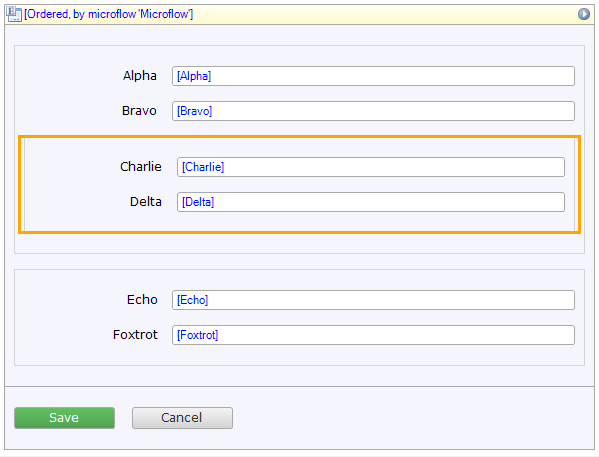 [Ordered, by microflow 'Microflow']
Alpha [Alpha]
Bravo [Bravo]
Charlie [Charlie]
Delta [Delta]
Echo [Echo]
Foxtrot [Foxtrot]
Save Cancel